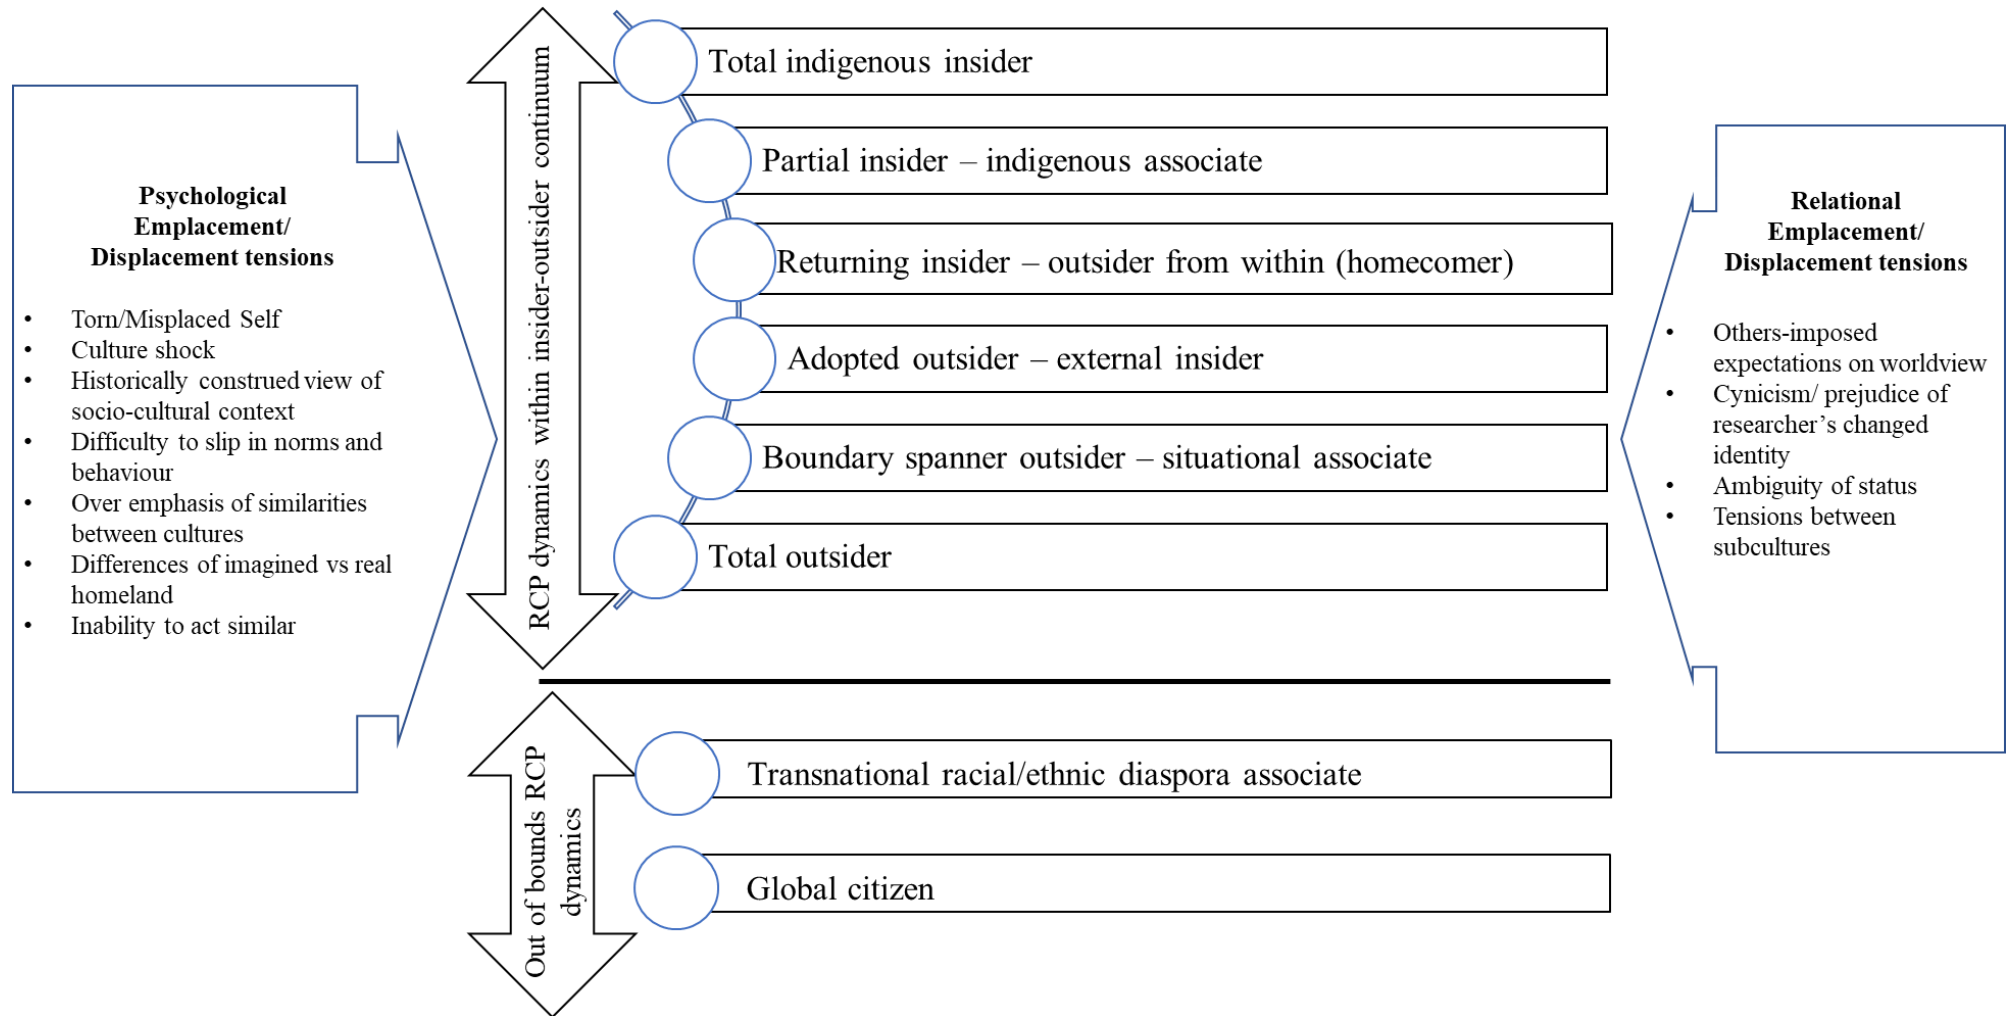 Psychological
Emplacement/
Displacement tensions
• Torn/Misplaced Self
• Culture shock
• Historically construed view of
socio-cultural context
• Difficulty to slip in norms and
behaviour
• Over emphasis of similarities
between cultures
• Differences of imagined vs real
homeland
• Inability to act similar
RCP dynamics within insider-outsider continuum
Total indigenous insider
Partial insider – indigenous associate
Returning insider – outsider from within (homecomer)
Adopted outsider – external insider
Boundary spanner outsider – situational associate
Total outsider
Out of bounds RCP
dynamics
Transnational racial/ethnic diaspora associate
Global citizen
Relational
Emplacement/
Displacement tensions
• Others-imposed
expectations on worldview
• Cynicism/ prejudice of
researcher’s changed
identity
• Ambiguity of status
• Tensions between
subcultures